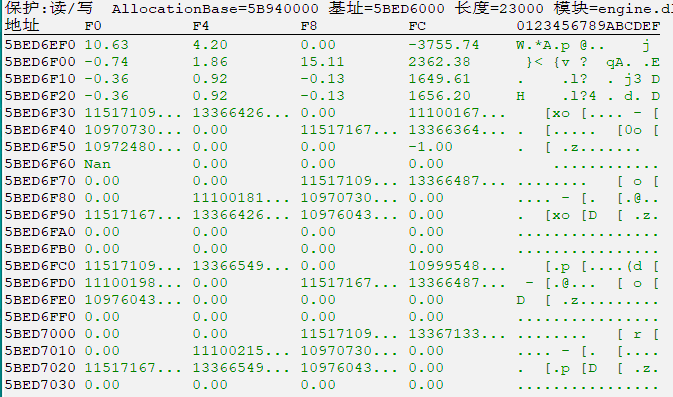 保护:读/写  AllocationBase=5B940000 基址=5BED6000 长度=23000 模块=engine.dl
地址     F0          F4          F8          FC          0123456789ABCDEF
5BED6EF0 10.63       4.20        0.00        -3755.74    W.*A.p @..   j
5BED6F00 -0.74       1.86        15.11       2362.38      }< {v ?  qA. .E
5BED6F10 -0.36       0.92        -0.13       1649.61     .   .l?  . j3 D
5BED6F20 -0.36       0.92        -0.13       1656.20     H   .l?4 . d. D
5BED6F30 11517109... 13366426... 0.00        11100167...   [xo [.... - [
5BED6F40 10970730... 0.00        11517167... 13366364... . [.....  [0o [
5BED6F50 10972480... 0.00        0.00        -1.00       . [ .z.......
5BED6F60 Nan         0.00        0.00        0.00            ............
5BED6F70 0.00        0.00        11517109... 13366487... ........  [ o [
5BED6F80 0.00        11100181... 10970730... 0.00        .... - [. [.@..
5BED6F90 11517167... 13366426... 10976043... 0.00        . [xo [D [ .z.
5BED6FA0 0.00        0.00        0.00        0.00        ................
5BED6FB0 0.00        0.00        0.00        0.00        ................
5BED6FC0 11517109... 13366549... 0.00        10999548...   [.p [....(d [
5BED6FD0 11100198... 0.00        11517167... 13366487...  - [.@...  [ o [
5BED6FE0 10976043... 0.00        0.00        0.00        D [ .z.........
5BED6FF0 0.00        0.00        0.00        0.00        ................
5BED7000 0.00        0.00        11517109... 13367133... ........  [ r [
5BED7010 0.00        11100215... 10970730... 0.00        .... - [. [....
5BED7020 11517167... 13366549... 10976043... 0.00        . [.p [D [ .z.
5BED7030 0.00        0.00        0.00        0.00        ................